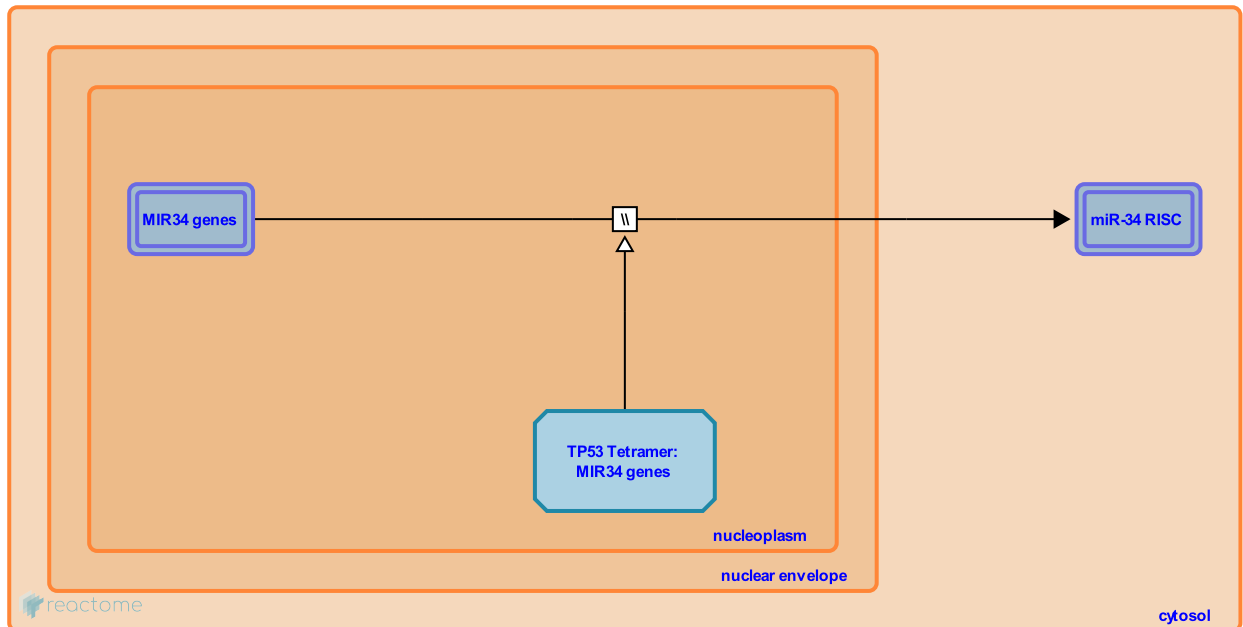 MIR34 genes
\\
miR-34 RISC
TP53 Tetramer:
MIR34 genes
nucleoplasm
nuclear envelope
reactome
cytosol